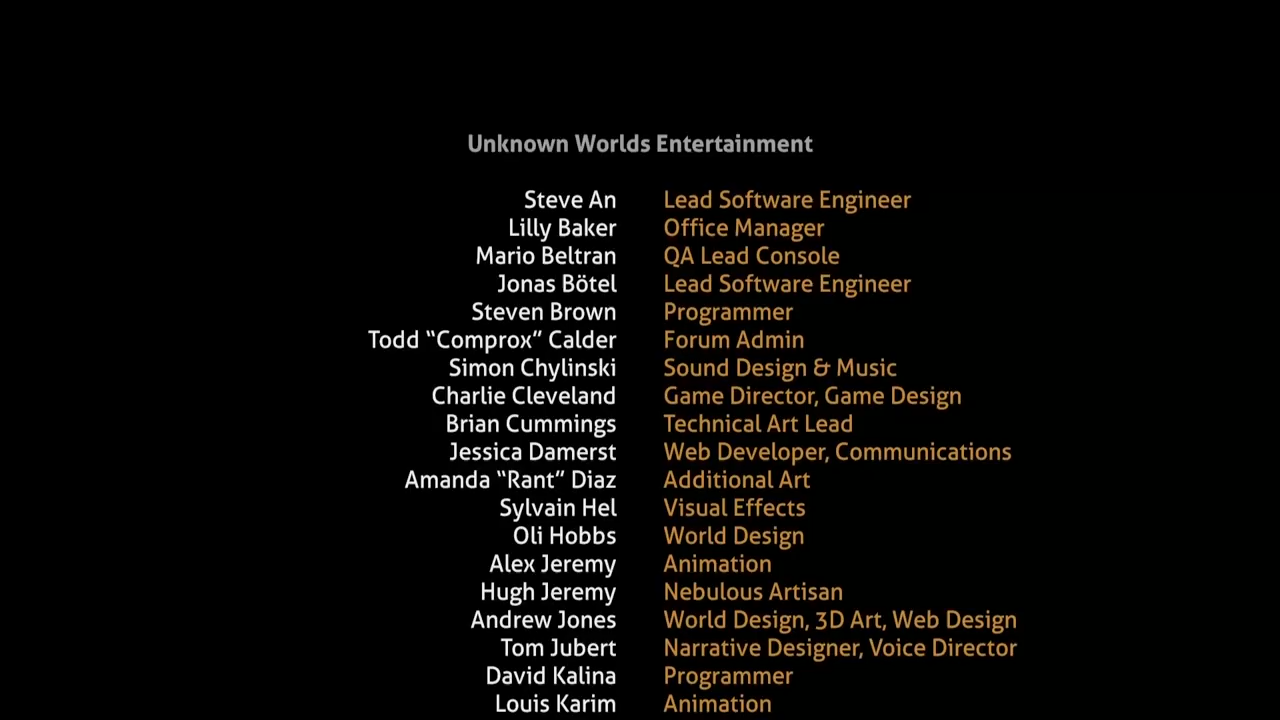 Unknown Worlds Entertainment
Steve An Lead Software Engineer
Lilly Baker Office Manager
Mario Beltran QA Lead Console
Jonas Bötel Lead Software Engineer
Steven Brown Programmer
Todd “Comprox” Calder Forum Admin
Simon Chylinski Sound Design & Music
Charlie Cleveland Game Director, Game Design
Brian Cummings Technical Art Lead
Jessica Damerst Web Developer, Communications
Amanda “Rant” Diaz Additional Art
Sylvain Hel Visual Effects
Oli Hobbs World Design
Alex Jeremy Animation
Hugh Jeremy Nebulous Artisan
Andrew Jones World Design, 3D Art, Web Design
Tom Jubert Narrative Designer, Voice Director
David Kalina Programmer
Louis Karim Animation